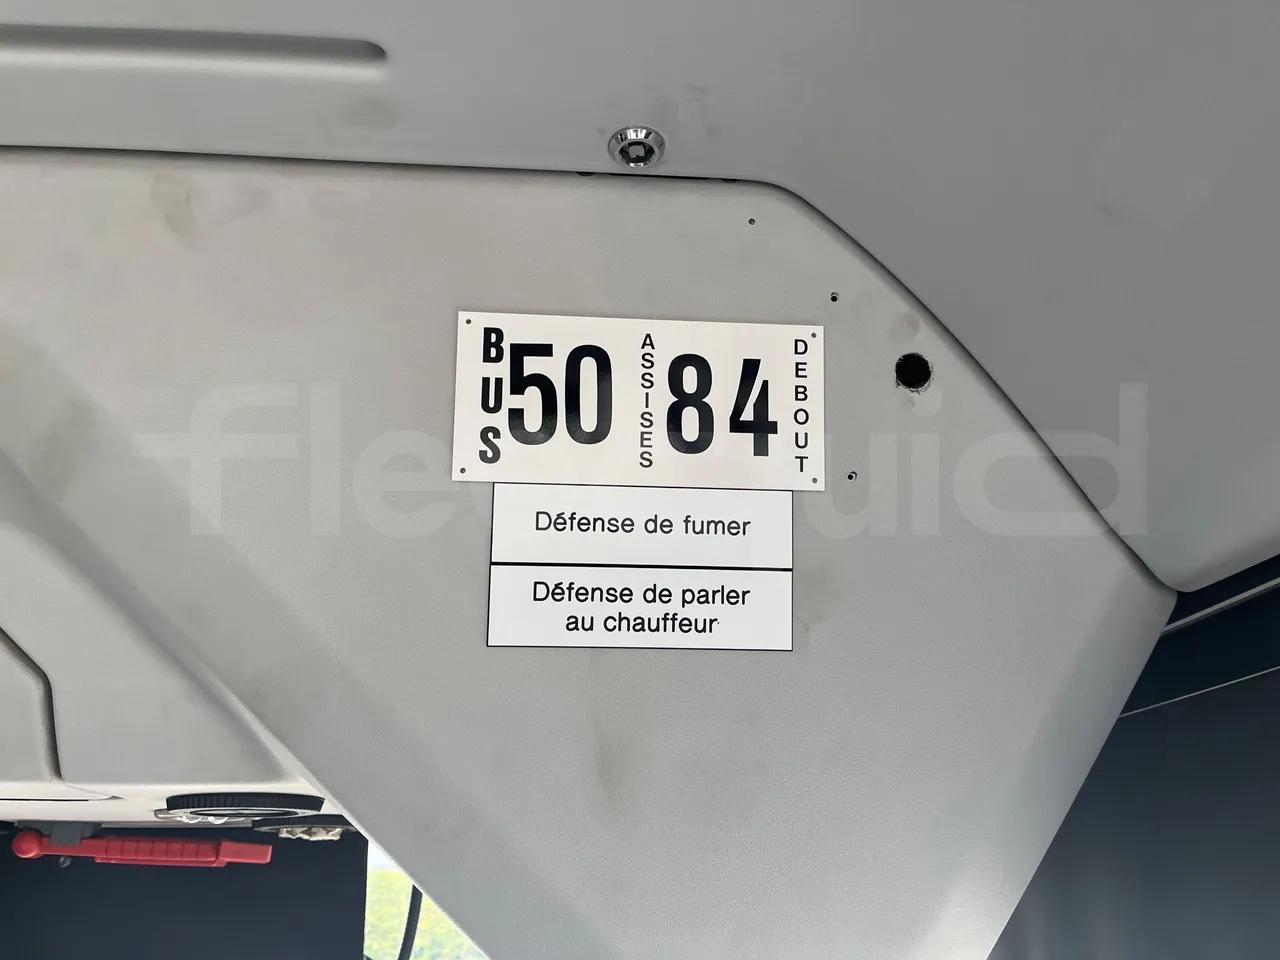 BUS 50 ASSISES 84 DEBOUT
Défense de fumer
Défense de parler
au chauffeur